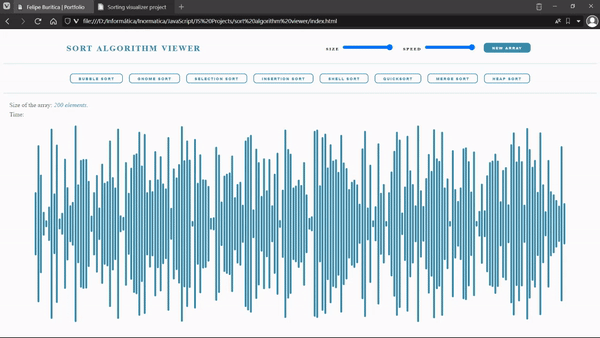 Felipe Buritica | Portfolio
Sorting visualizer project
file:///D:/Informática/Inormatica/JavaScript/JS%20Projects/sort%20algorithm%20viewer/index.html
SORT ALGORITHM VIEWER
SIZE
SPEED
NEW ARRAY
BUBBLE SORT
GNOME SORT
SELECTION SORT
INSERTION SORT
SHELL SORT
QUICKSORT
MERGE SORT
HEAP SORT
Size of the array: 200 elements.
Time: